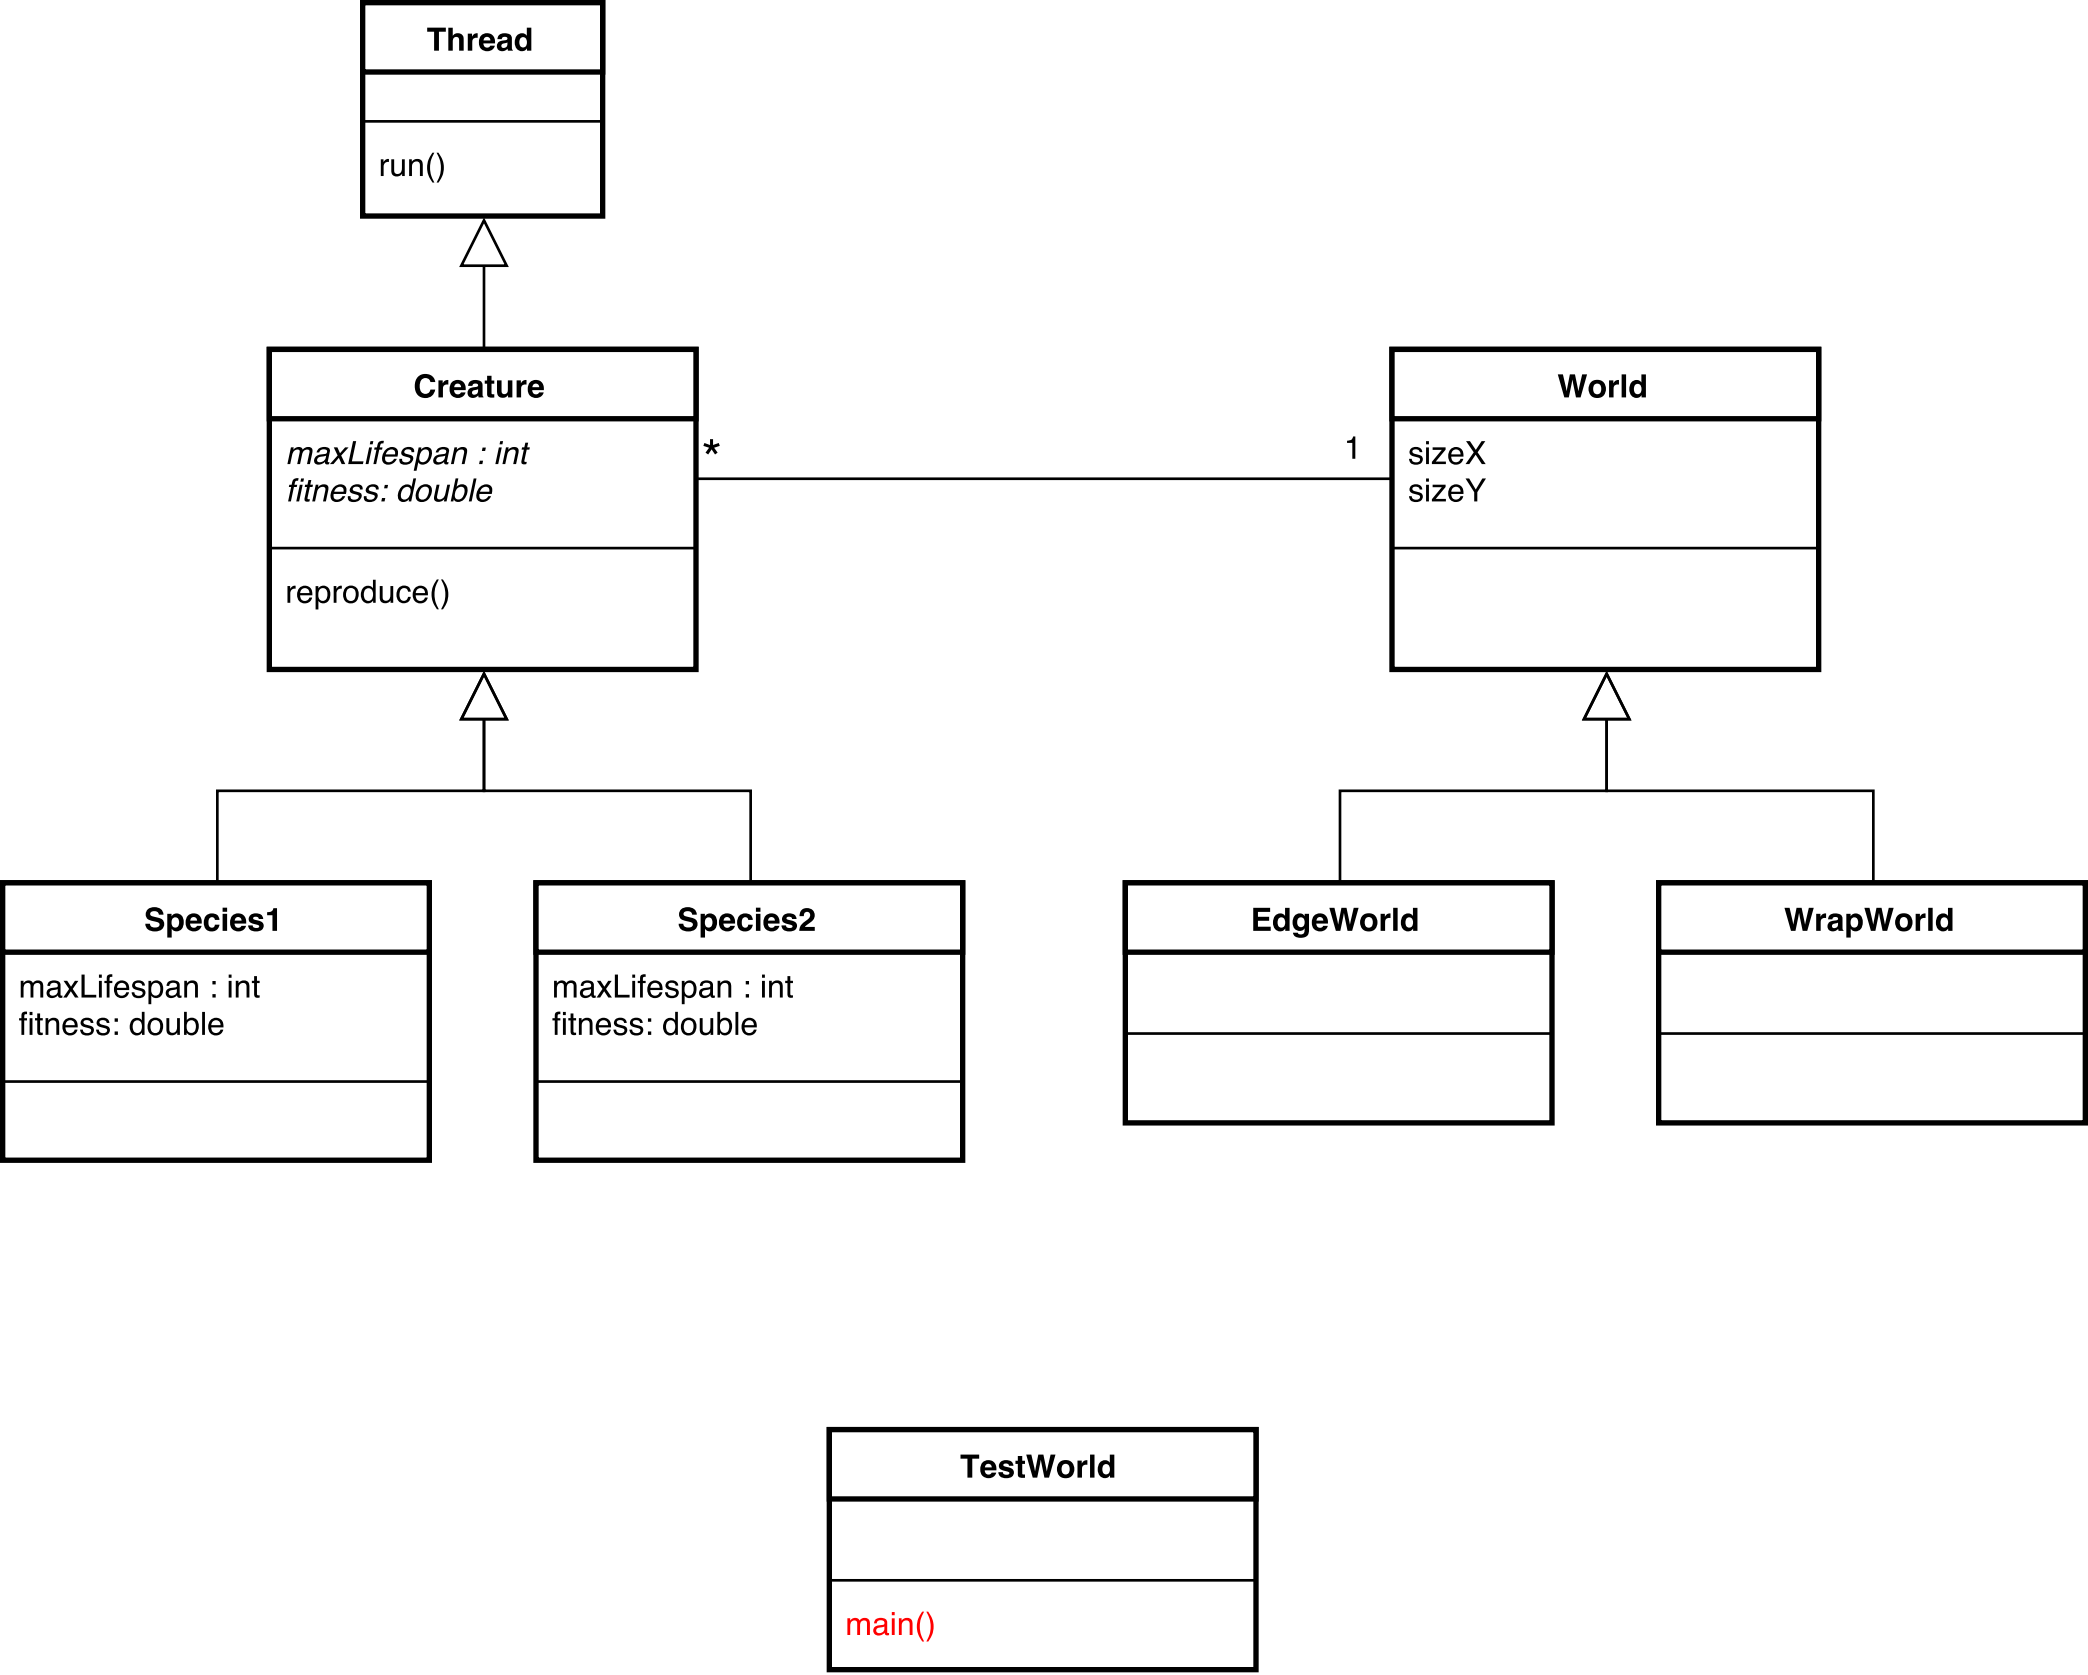 Thread
run()
Creature
maxLifespan : int
fitness: double
reproduce()
*
1
World
sizeX
sizeY
Species1
maxLifespan : int
fitness: double
Species2
maxLifespan : int
fitness: double
EdgeWorld
WrapWorld
TestWorld
main()